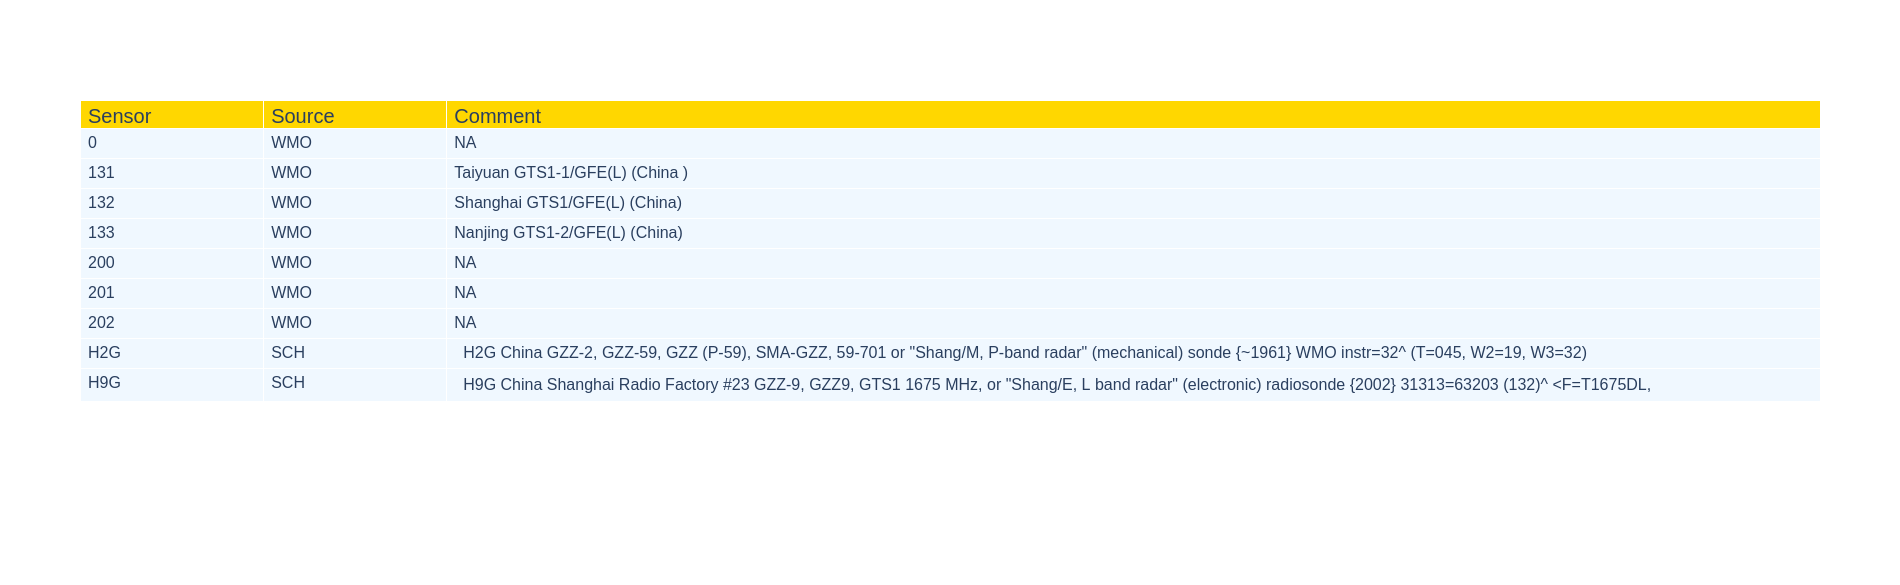 Sensor Source Comment
0 WMO NA
131 WMO Taiyuan GTS1-1/GFE(L) (China )
132 WMO Shanghai GTS1/GFE(L) (China)
133 WMO Nanjing GTS1-2/GFE(L) (China)
200 WMO NA
201 WMO NA
202 WMO NA
H2G SCH H2G China GZZ-2, GZZ-59, GZZ (P-59), SMA-GZZ, 59-701 or "Shang/M, P-band radar" (mechanical) sonde {~1961} WMO instr=32^ (T=045, W2=19, W3=32)
H9G SCH H9G China Shanghai Radio Factory #23 GZZ-9, GZZ9, GTS1 1675 MHz, or "Shang/E, L band radar" (electronic) radiosonde {2002} 31313=63203 (132)^ <F=T1675DL,